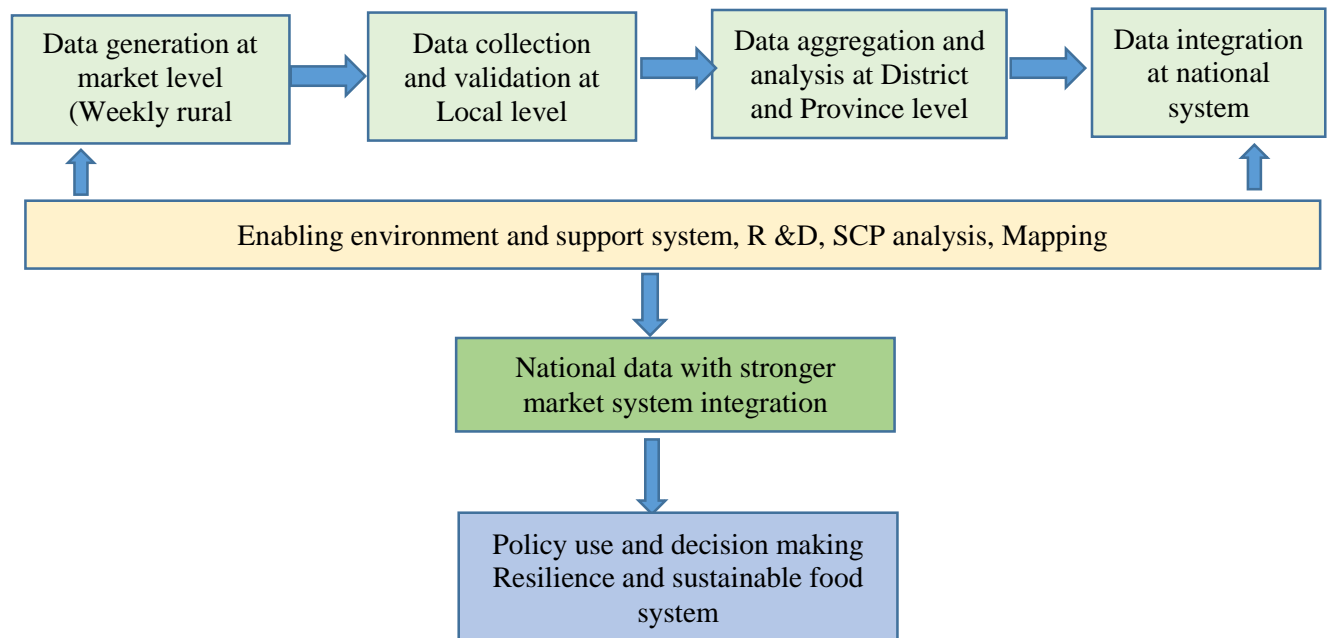 Data generation at
market level
(Weekly rural
Data collection
and validation at
Local level
Data aggregation and
analysis at District
and Province level
Data integration
at national
system
Enabling environment and support system, R &D, SCP analysis, Mapping
National data with stronger
market system integration
Policy use and decision making
Resilience and sustainable food
system